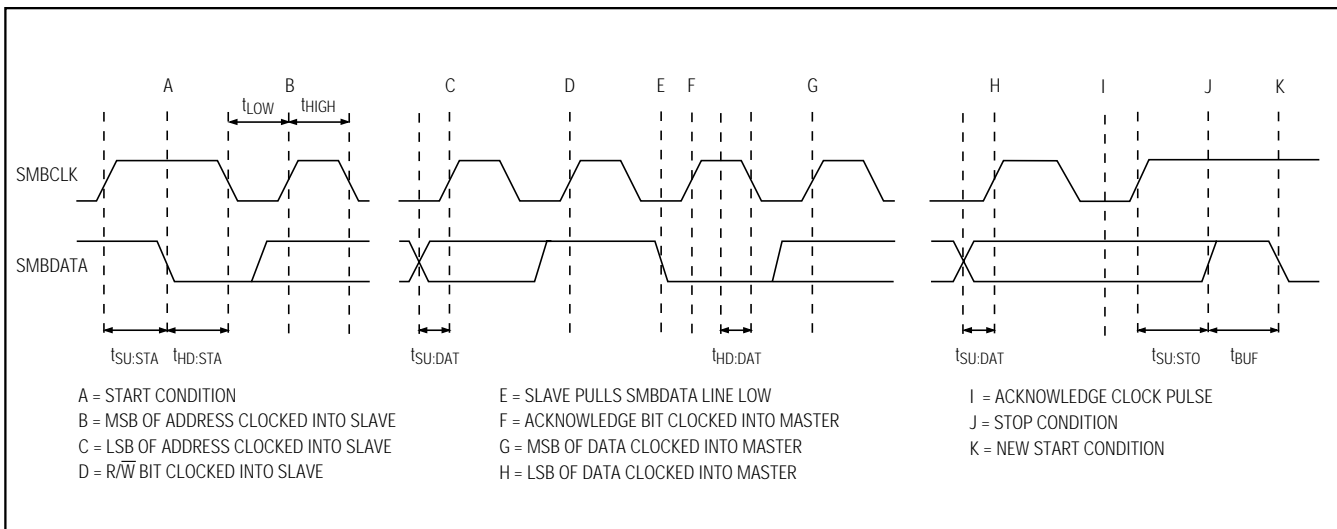 A B C D E F G H I J K
tLOW tHIGH
SMBCLK
SMBDATA
tSU:STA tHD:STA tSU:DAT tHD:DAT tSU:DAT tSU:STO tBUF
A = START CONDITION
B = MSB OF ADDRESS CLOCKED INTO SLAVE
C = LSB OF ADDRESS CLOCKED INTO SLAVE
D = R/W̅ BIT CLOCKED INTO SLAVE
E = SLAVE PULLS SMBDATA LINE LOW
F = ACKNOWLEDGE BIT CLOCKED INTO MASTER
G = MSB OF DATA CLOCKED INTO MASTER
H = LSB OF DATA CLOCKED INTO MASTER
I = ACKNOWLEDGE CLOCK PULSE
J = STOP CONDITION
K = NEW START CONDITION